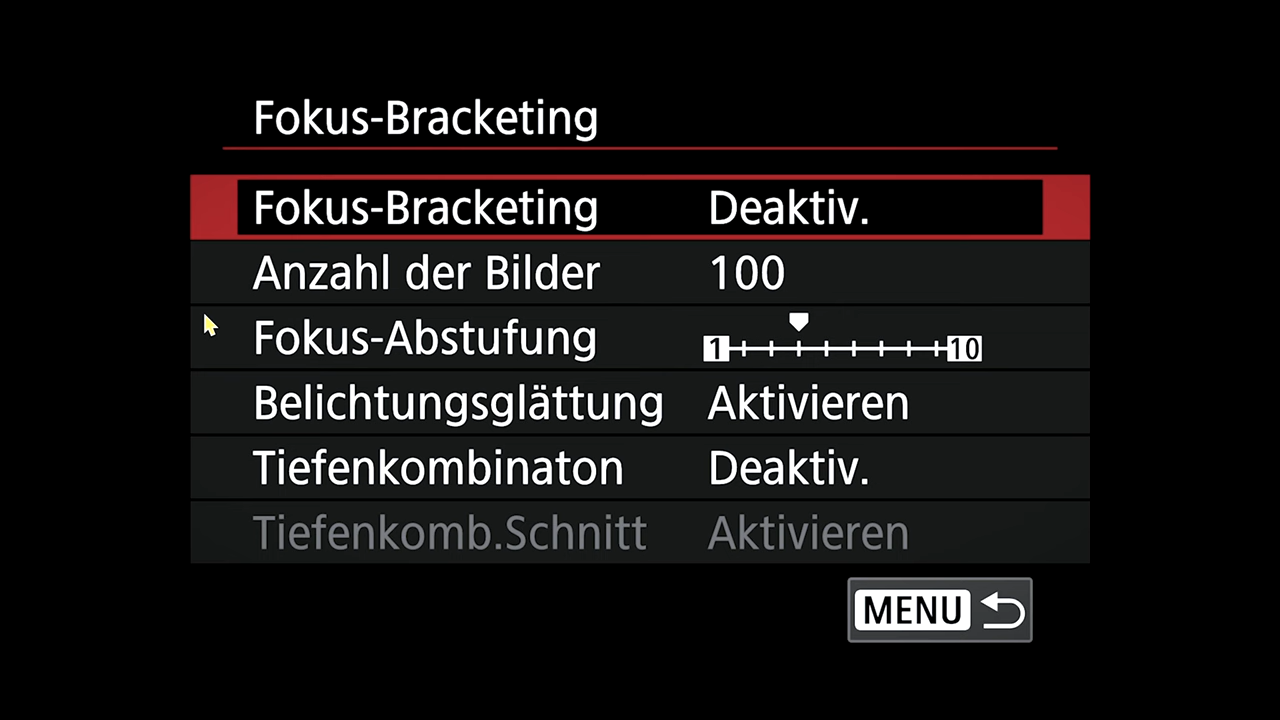 Fokus-Bracketing
Fokus-Bracketing Deaktiv.
Anzahl der Bilder 100
Fokus-Abstufung 1 10
Belichtungsglättung Aktivieren
Tiefenkombinaton Deaktiv.
Tiefenkomb.Schnitt Aktivieren
MENU